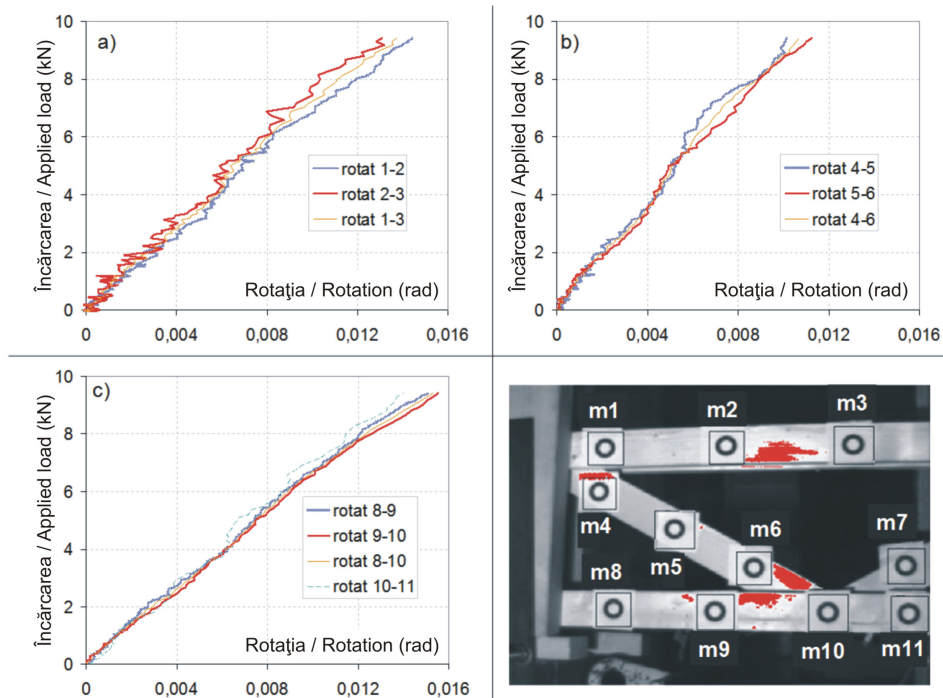 a)
Încărcarea / Applied load (kN)
10
8
6
4
2
0
rotat 1-2
rotat 2-3
rotat 1-3
Rotaţia / Rotation (rad)
0 0,004 0,008 0,012 0,016
b)
Încărcarea / Applied load (kN)
10
8
6
4
2
0
rotat 4-5
rotat 5-6
rotat 4-6
Rotaţia / Rotation (rad)
0 0,004 0,008 0,012 0,016
c)
Încărcarea / Applied load (kN)
10
8
6
4
2
0
rotat 8-9
rotat 9-10
rotat 8-10
rotat 10-11
Rotaţia / Rotation (rad)
0 0,004 0,008 0,012 0,016
m1 m2 m3
m4 m5 m6 m7
m8 m9 m10 m11